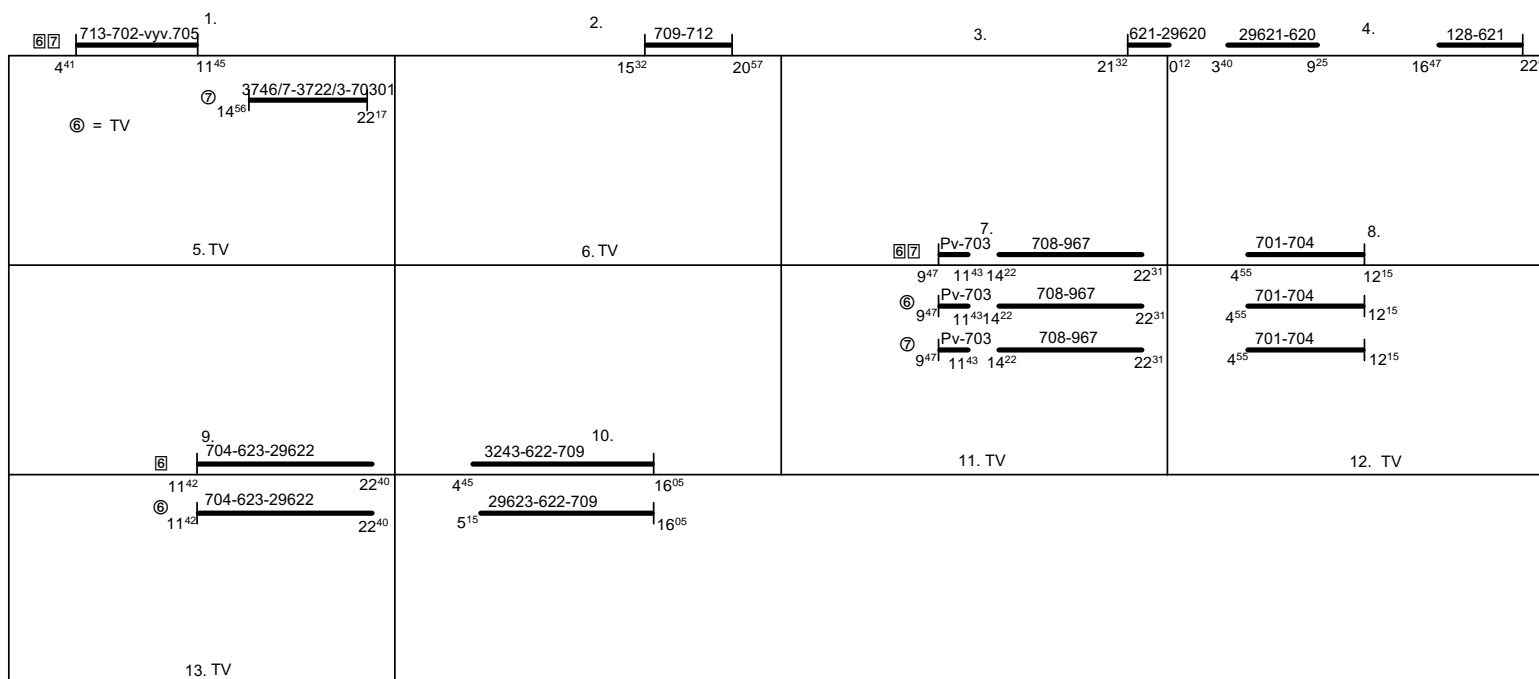 1. 2. 3. 4.
6 7 713-702-vyv.705 709-712 621-29620 29621-620 128-621
4⁴¹ 11⁴⁵ 15³² 20⁵⁷ 21³² 0¹² 3⁴⁰ 9²⁵ 16⁴⁷
⑦ 3746/7-3722/3-70301
14⁵⁶ 22¹⁷
⑥ = TV
5. TV 6. TV 7. 8.
6 7 Pv-703 708-967 701-704
9⁴⁷ 11⁴³ 14²² 22³¹ 4⁵⁵ 12¹⁵
⑥ Pv-703 708-967 701-704
9⁴⁷ 11⁴³ 14²² 22³¹ 4⁵⁵ 12¹⁵
⑦ Pv-703 708-967 701-704
9⁴⁷ 11⁴³ 14²² 22³¹ 4⁵⁵ 12¹⁵
9. 10. 11. TV 12. TV
6 704-623-29622 3243-622-709
11⁴² 22⁴⁰ 4⁴⁵ 16⁰⁵
⑥ 704-623-29622 29623-622-709
11⁴² 22⁴⁰ 5¹⁵ 16⁰⁵
13. TV